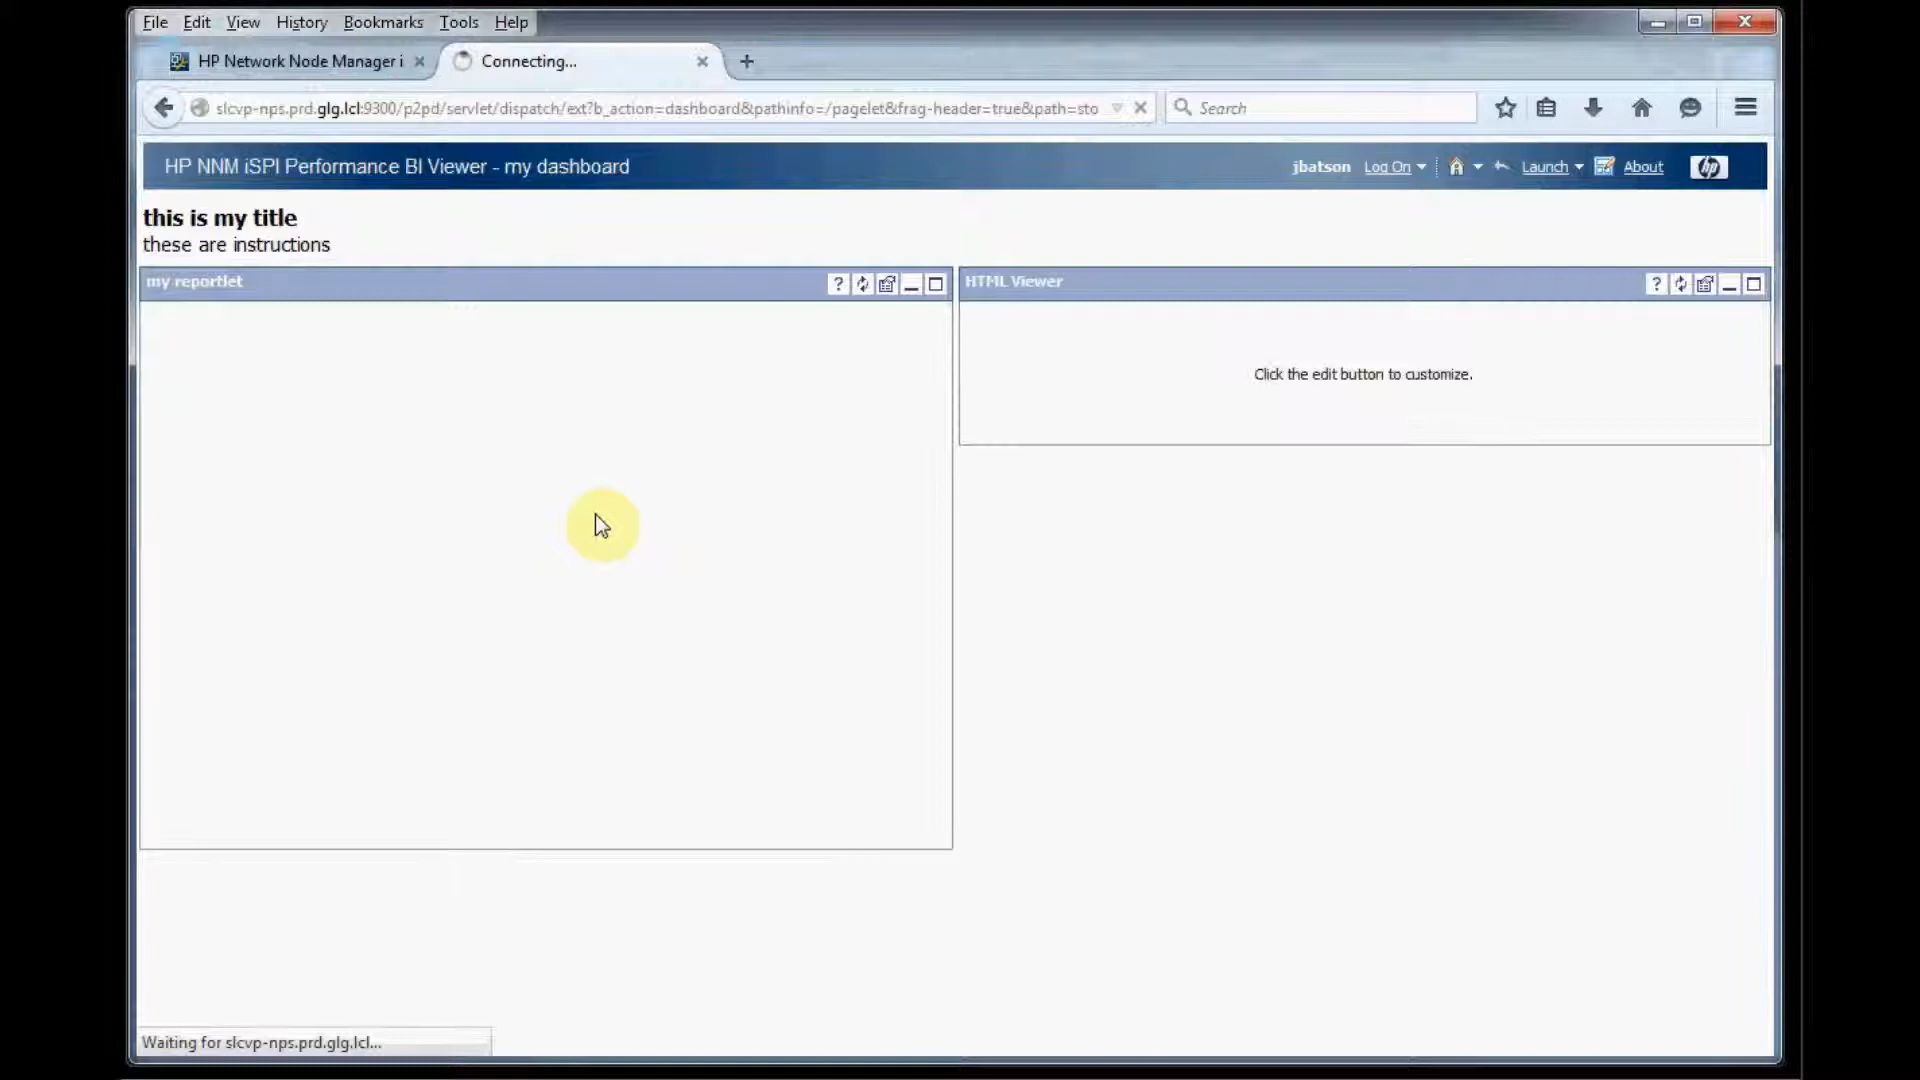 File Edit View History Bookmarks Tools Help
HP Network Node Manager i
Connecting...
slcvp-nps.prd.glg.lcl:9300/p2pd/servlet/dispatch/ext?b_action=dashboard&pathinfo=/pagelet&frag-header=true&path=sto
Search
HP NNM iSPI Performance BI Viewer - my dashboard
jbatson Log On Launch About hp
this is my title
these are instructions
my reportlet
?
HTML Viewer
?
Click the edit button to customize.
Waiting for slcvp-nps.prd.glg.lcl...